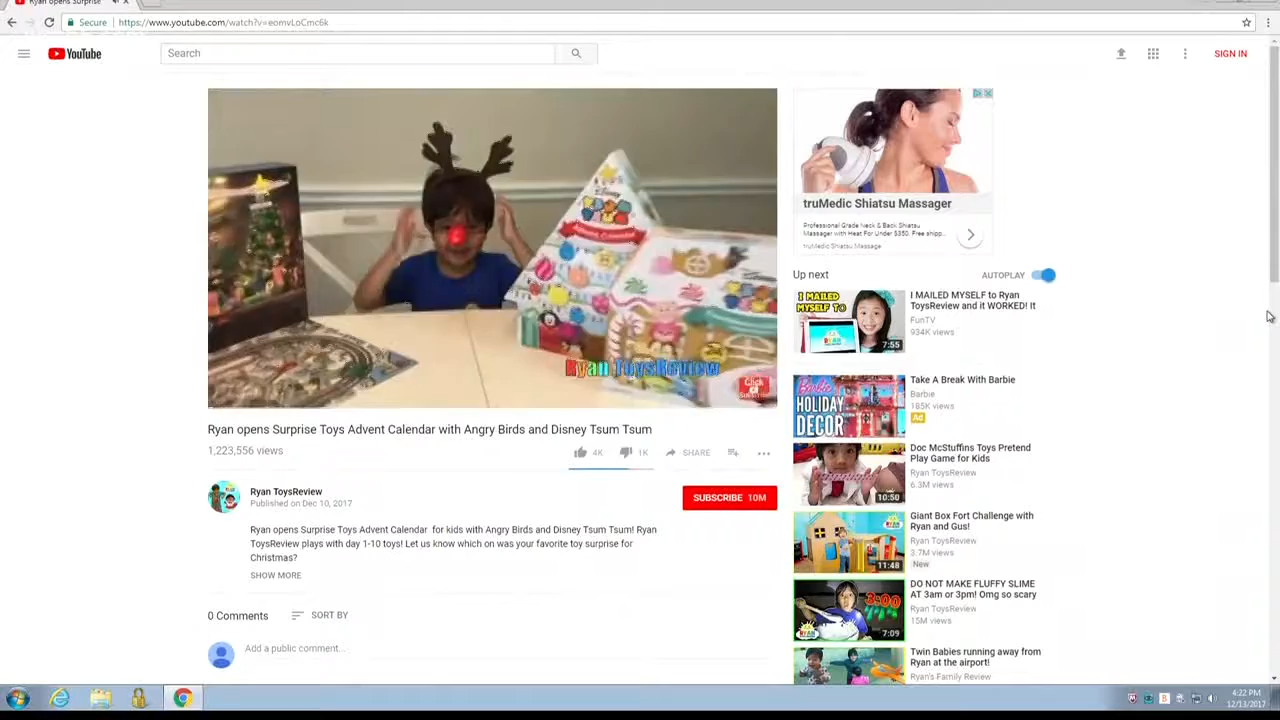 Ryan opens Surprise
Secure
https://www.youtube.com/watch?v=eomvLoCmc6k
YouTube
Search
SIGN IN
Ryan ToysReview
Click
truMedic Shiatsu Massager
Professional Grade Neck & Back Shiatsu
Massager with Heat For Under $350. Free shipp...
truMedic Shiatsu Massage
Up next
AUTOPLAY
I MAILED
MYSELF TO
RYAN
7:55
I MAILED MYSELF to Ryan
ToysReview and it WORKED! It
FunTV
934K views
Barbie
HOLIDAY
DECOR
Take A Break With Barbie
Barbie
185K views
Ad
10:50
Doc McStuffins Toys Pretend
Play Game for Kids
Ryan ToysReview
6.3M views
11:48
Giant Box Fort Challenge with
Ryan and Gus!
Ryan ToysReview
3.7M views
New
3:00
RYAN
7:09
DO NOT MAKE FLUFFY SLIME
AT 3am or 3pm! Omg so scary
Ryan ToysReview
15M views
Twin Babies running away from
Ryan at the airport!
Ryan's Family Review
Ryan opens Surprise Toys Advent Calendar with Angry Birds and Disney Tsum Tsum
1,223,556 views
4K
1K
SHARE
Ryan ToysReview
Published on Dec 10, 2017
SUBSCRIBE 10M
Ryan opens Surprise Toys Advent Calendar for kids with Angry Birds and Disney Tsum Tsum! Ryan
ToysReview plays with day 1-10 toys! Let us know which on was your favorite toy surprise for
Christmas?
SHOW MORE
0 Comments
SORT BY
Add a public comment...
4:22 PM
12/13/2017